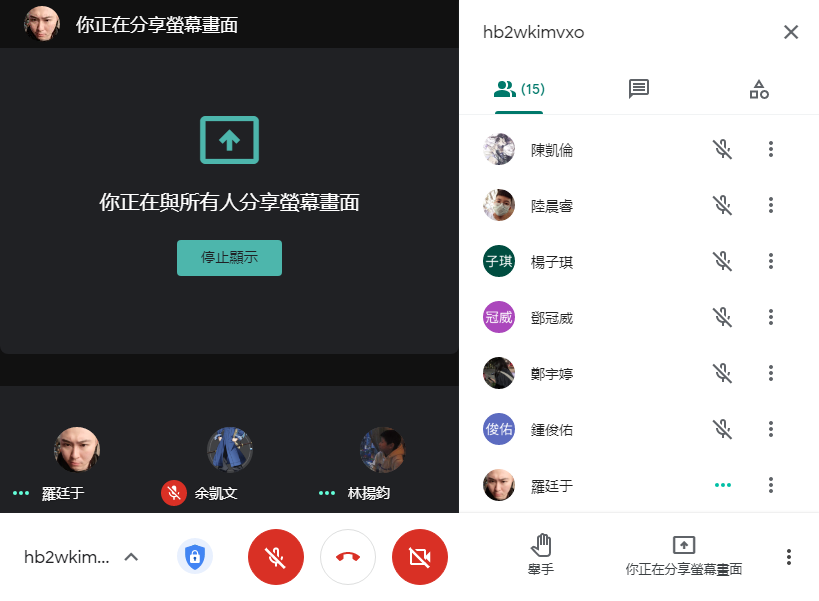 你正在分享螢幕畫面
你正在與所有人分享螢幕畫面
停止顯示
羅廷于
余凱文
林揚鈞
hb2wkim...
hb2wkimvxo
(15)
陳凱倫
陸晨睿
子琪 楊子琪
冠威 鄧冠威
鄭宇婷
俊佑 鍾俊佑
羅廷于
舉手
你正在分享螢幕畫面